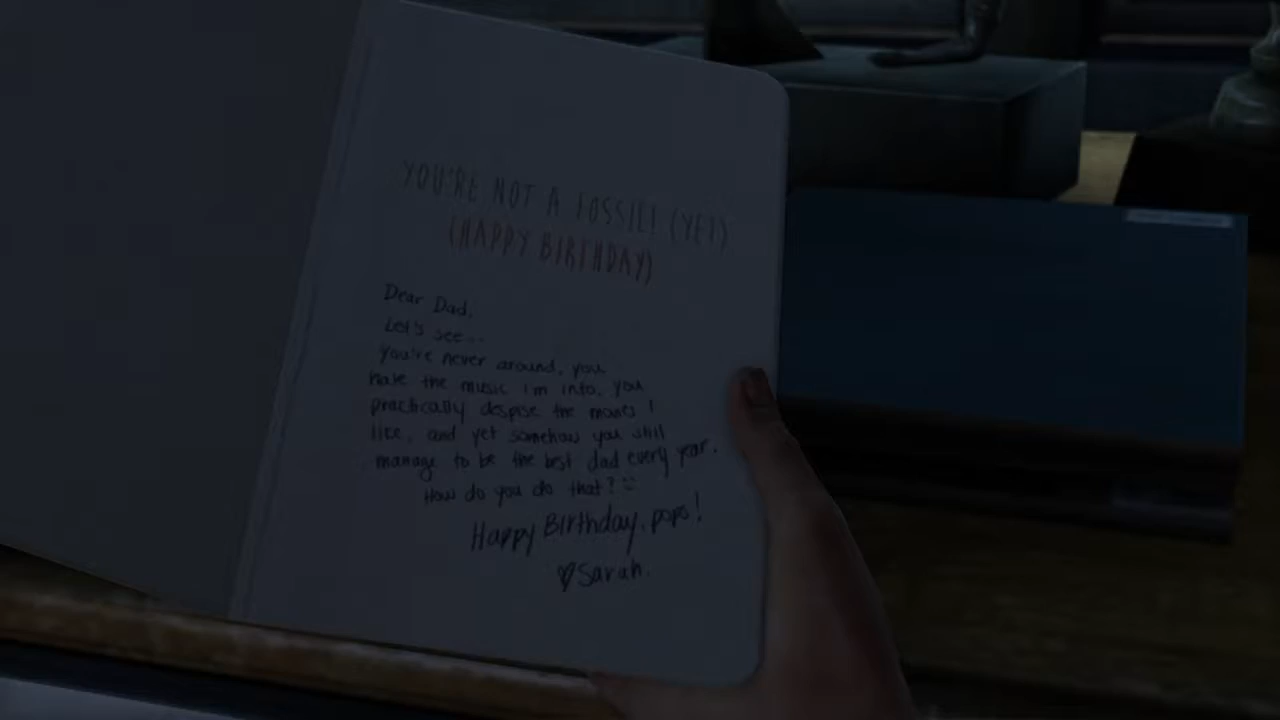 YOU'RE NOT A FOSSIL! (YET)
(HAPPY BIRTHDAY)
Dear Dad,
Let's see...
You're never around, you
hate the music I'm into, you
practically despise the movies I
like, and yet somehow you still
manage to be the best dad every year.
How do you do that? :)
Happy Birthday, pops!
♥Sarah.